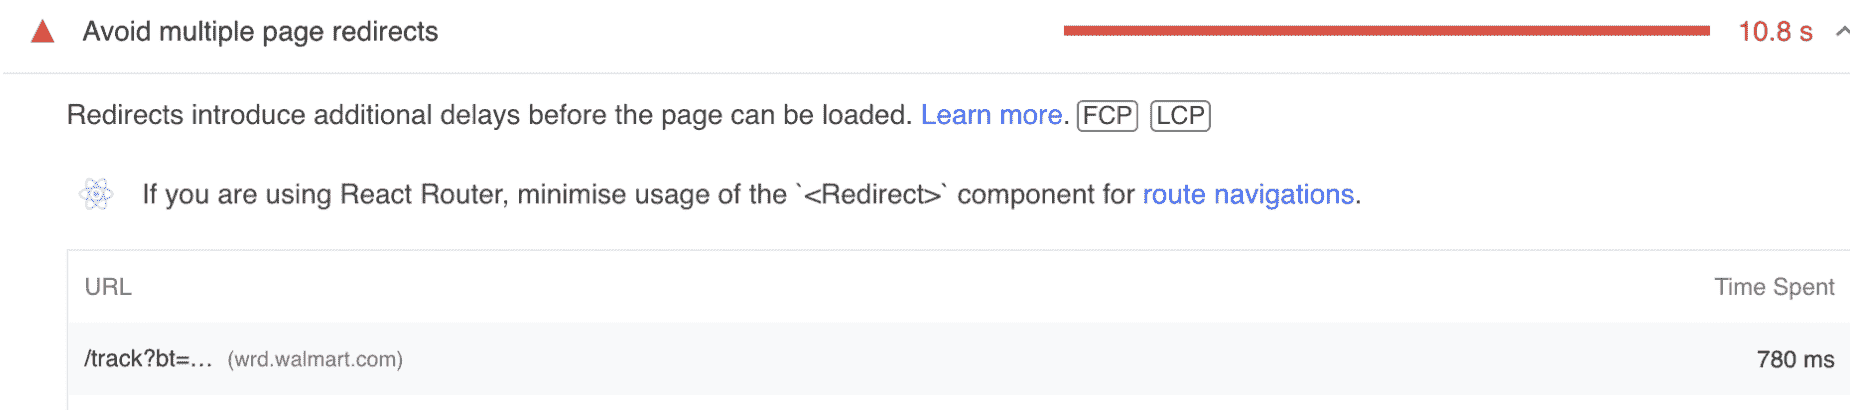 Avoid multiple page redirects 10.8 s
Redirects introduce additional delays before the page can be loaded. Learn more. FCP LCP
If you are using React Router, minimise usage of the `<Redirect>` component for route navigations.
URL Time Spent
/track?bt=… (wrd.walmart.com) 780 ms